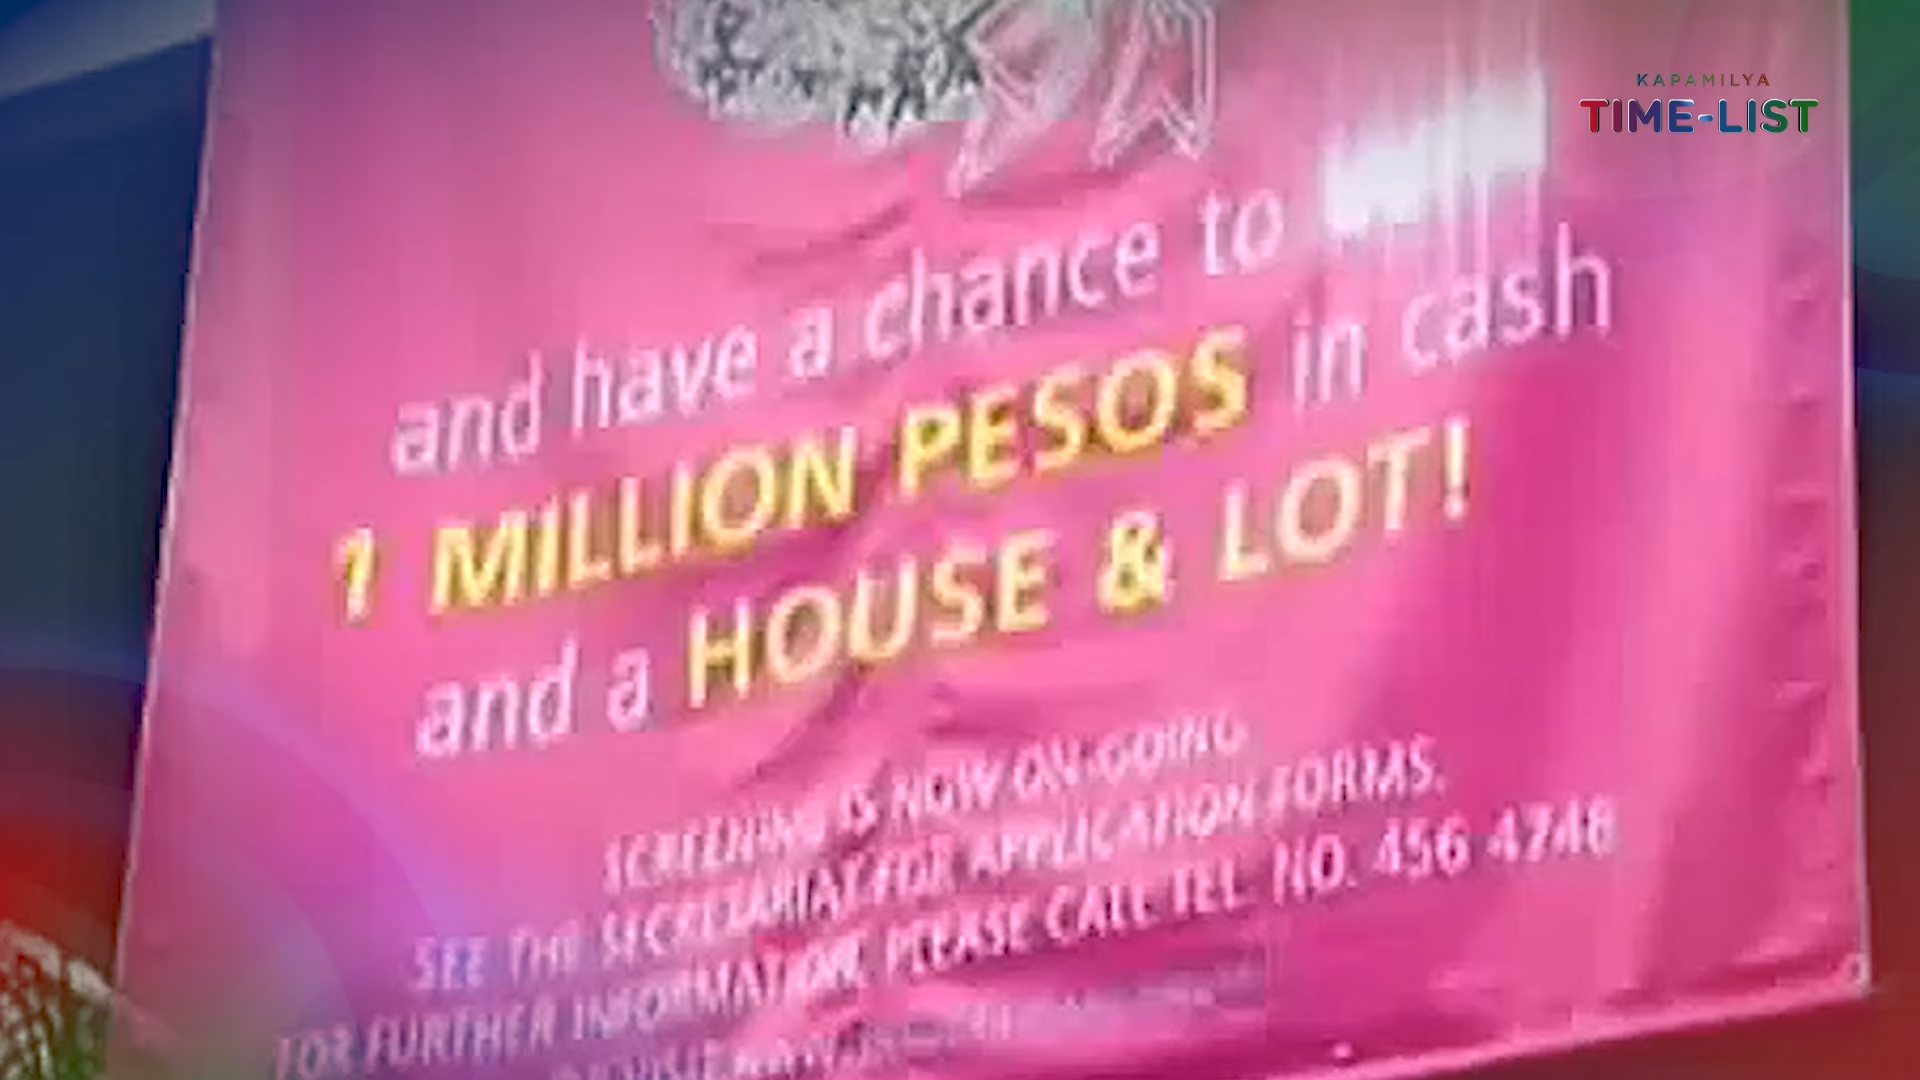 KAPAMILYA
TIME-LIST
and have a chance to
1 MILLION PESOS in cash
and a HOUSE & LOT!
SCREENING IS NOW ON-GOING
SEE THE SECRETARIAT FOR APPLICATION FORMS.
FOR FURTHER INFORMATION, PLEASE CALL TEL. NO. 456 4748